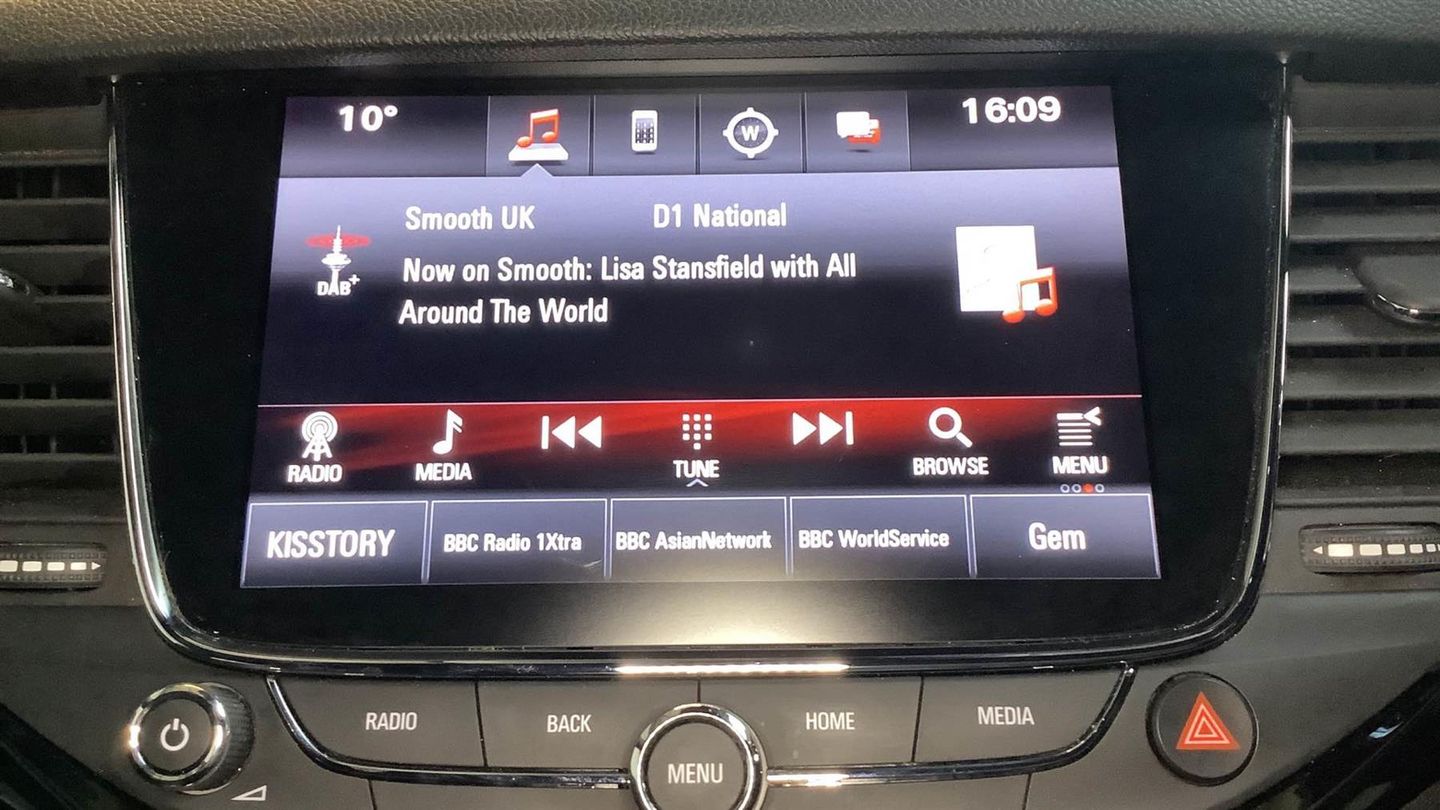 10°
W
16:09
Smooth UK
D1 National
DAB+
Now on Smooth: Lisa Stansfield with All
Around The World
RADIO
MEDIA
TUNE
BROWSE
MENU
KISSTORY
BBC Radio 1Xtra
BBC AsianNetwork
BBC WorldService
Gem
RADIO
BACK
HOME
MEDIA
MENU